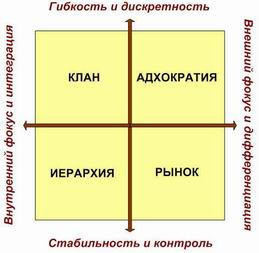 Гибкость и дискретность
Внутренний фокус и интеграция
Внешний фокус и дифференциация
КЛАН
АДХОКРАТИЯ
ИЕРАРХИЯ
РЫНОК
Стабильность и контроль